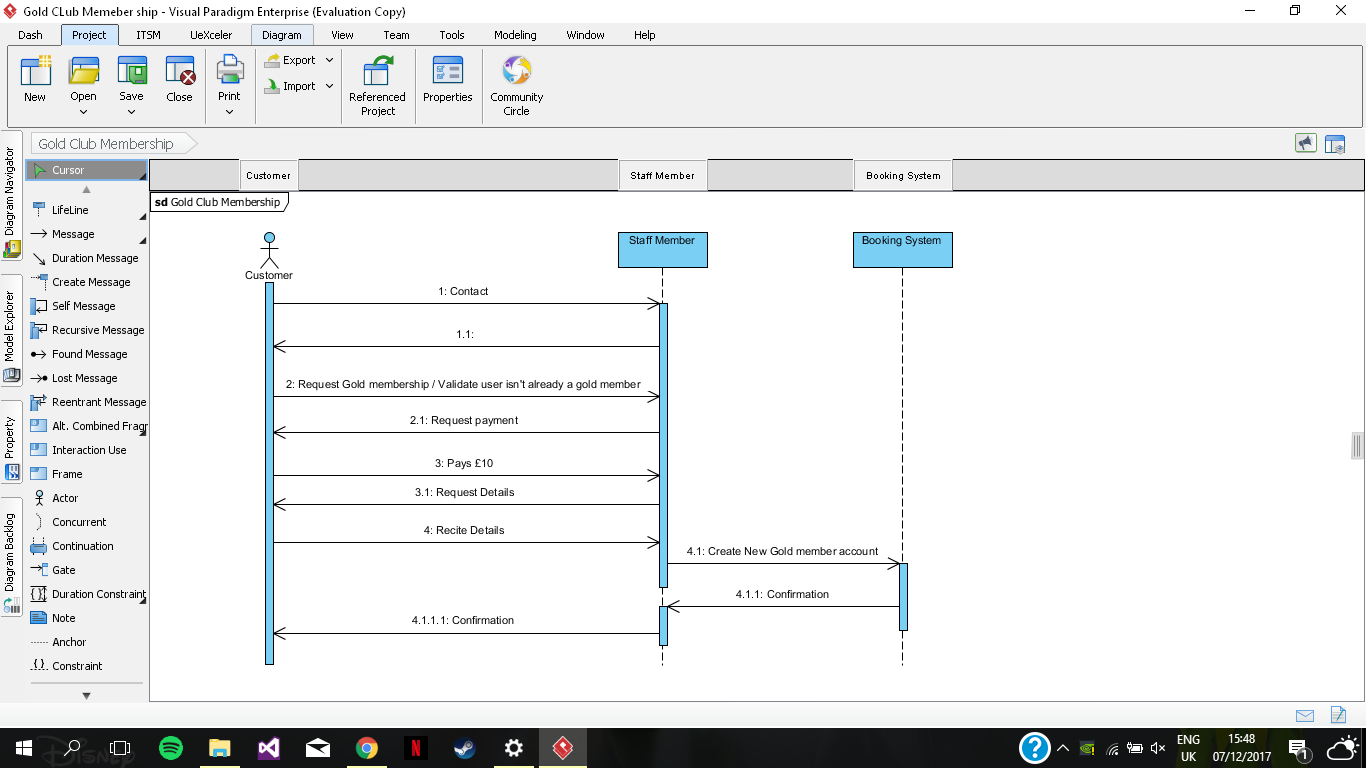 Gold CLub Memeber ship - Visual Paradigm Enterprise (Evaluation Copy)
Dash Project ITSM UeXceler Diagram View Team Tools Modeling Window Help
New
Open
Save
Close
Print
Export
Import
Referenced
Project
Properties
Community
Circle
Gold Club Membership
Diagram Navigator
Model Explorer
Property
Diagram Backlog
Cursor
LifeLine
Message
Duration Message
Create Message
Self Message
Recursive Message
Found Message
Lost Message
Reentrant Message
Alt. Combined Fragr
Interaction Use
Frame
Actor
Concurrent
Continuation
Gate
Duration Constraint
Note
Anchor
Constraint
Customer Staff Member Booking System
sd Gold Club Membership
Staff Member Booking System
Customer
1: Contact
1.1:
2: Request Gold membership / Validate user isn't already a gold member
2.1: Request payment
3: Pays £10
3.1: Request Details
4: Recite Details
4.1: Create New Gold member account
4.1.1: Confirmation
4.1.1.1: Confirmation
DISNEP
ENG
UK
15:48
07/12/2017
1